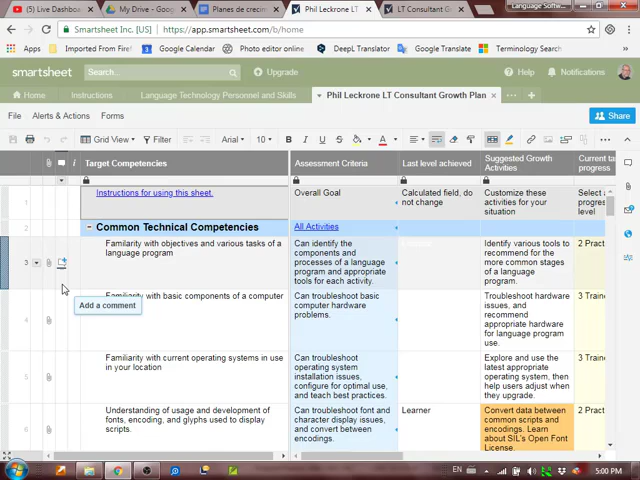 (5) Live Dashboa
My Drive - Googl
Planes de crecim
Phil Leckrone LT
LT Consultant Gr
Language Softw...
Smartsheet Inc. [US]
https://app.smartsheet.com/b/home
Apps
Imported From Firef
Google Calendar
DeepL Translator
Google Translate
Terminology Search
smartsheet
Search...
Upgrade
Help
Notifications
Home
Instructions
Language Technology Personnel and Skills
Phil Leckrone LT Consultant Growth Plan
File
Alerts & Actions
Forms
Share
Grid View
Filter
Arial
10
B
I
U
S
A
Target Competencies
Assessment Criteria
Last level achieved
Suggested Growth
Activities
Current ta
progress
1
Instructions for using this sheet.
Overall Goal
Calculated field, do
not change
Customize these
activities for your
situation
Select
progres
level
2
Common Technical Competencies
All Activities
3
Familiarity with objectives and various tasks of a
language program
Can identify the
components and
processes of a language
program and appropriate
tools for each activity.
Identify various tools to
recommend for the
more common stages
of a language program.
2 Pract
Add a comment
4
Familiarity with basic components of a computer
Can troubleshoot basic
computer hardware
problems.
Troubleshoot hardware
issues, and
recommend
appropriate hardware
for language program
use.
3 Traine
5
Familiarity with current operating systems in use
in your location
Can troubleshoot
operating system
installation issues,
configure for optimal use,
and teach best practices.
Explore and use the
latest appropriate
operating system, then
help users adjust when
they upgrade.
3 Traine
6
Understanding of usage and development of
fonts, encoding, and glyphs used to display
scripts.
Can troubleshoot font and
character display issues,
and convert between
encodings.
Learner
Convert data between
common scripts and
encodings. Learn
about SIL's Open Font
License.
2 Pract
EN
5:00 PM